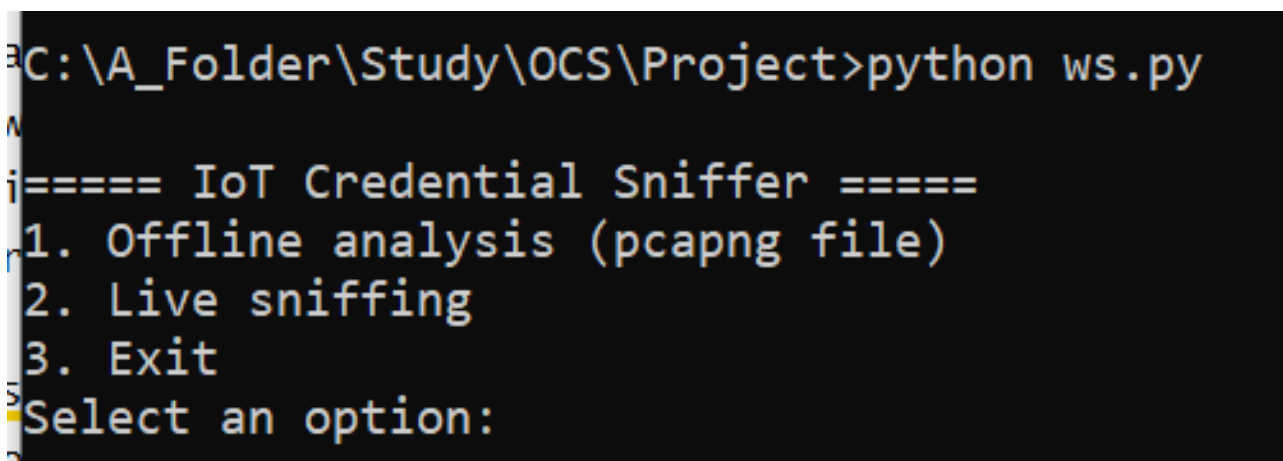 C:\A_Folder\Study\OCS\Project>python ws.py
===== IoT Credential Sniffer =====
1. Offline analysis (pcapng file)
2. Live sniffing
3. Exit
Select an option: